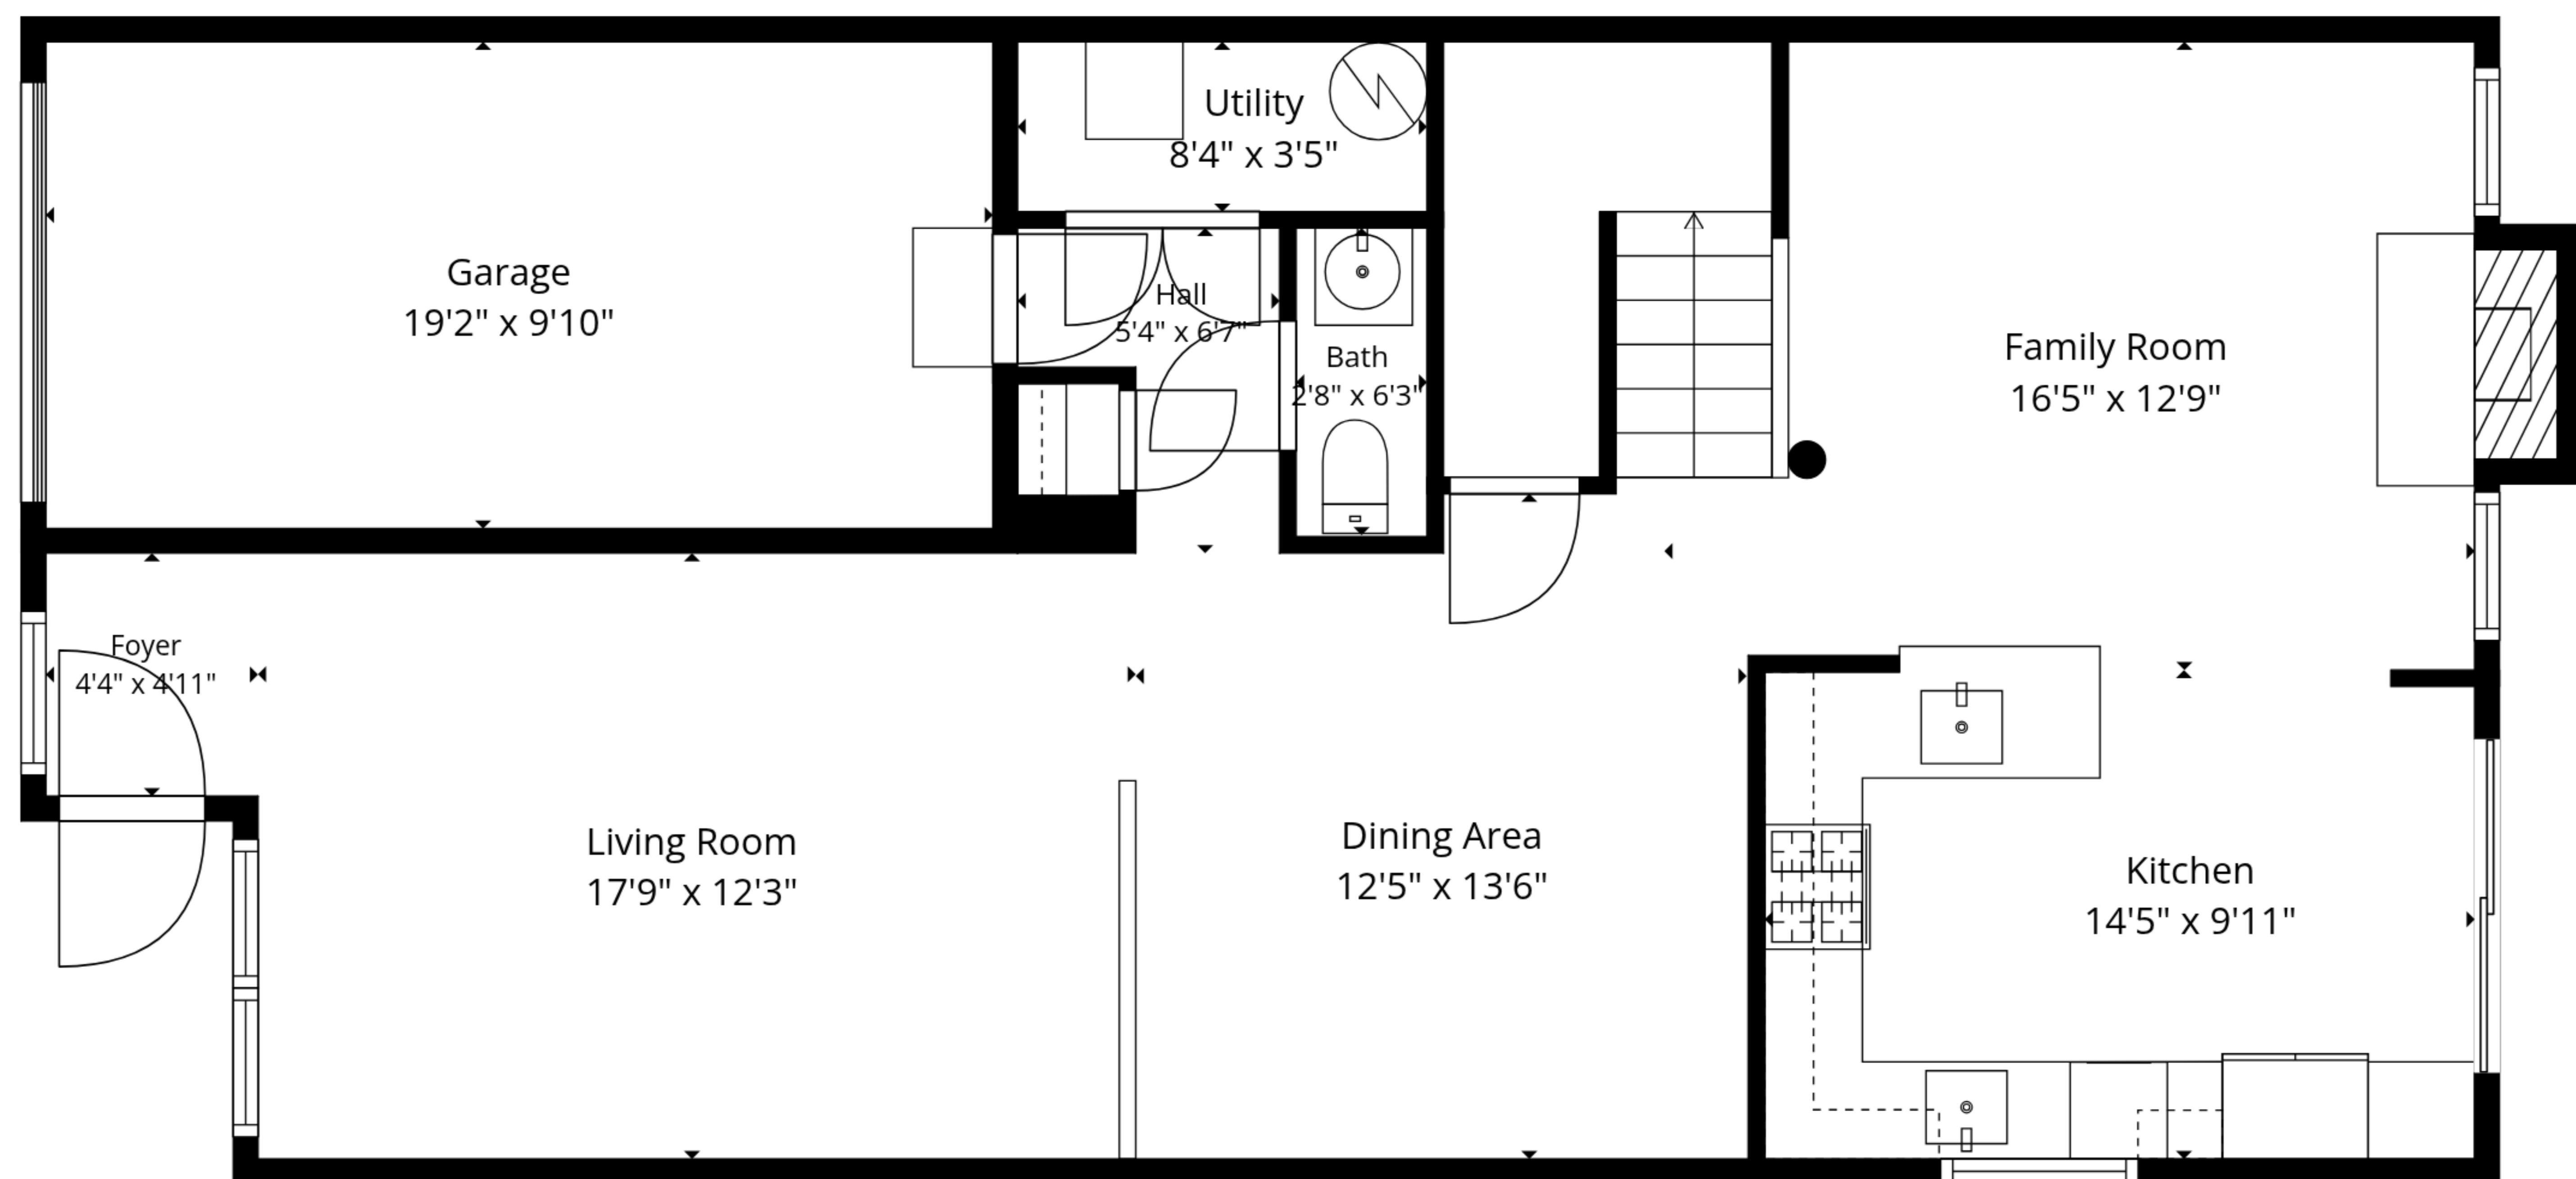 Utility
8'4" x 3'5"
Garage
19'2" x 9'10"
Hall
5'4" x 6'7"
Bath
2'8" x 6'3"
Family Room
16'5" x 12'9"
Foyer
4'4" x 4'11"
Living Room
17'9" x 12'3"
Dining Area
12'5" x 13'6"
Kitchen
14'5" x 9'11"